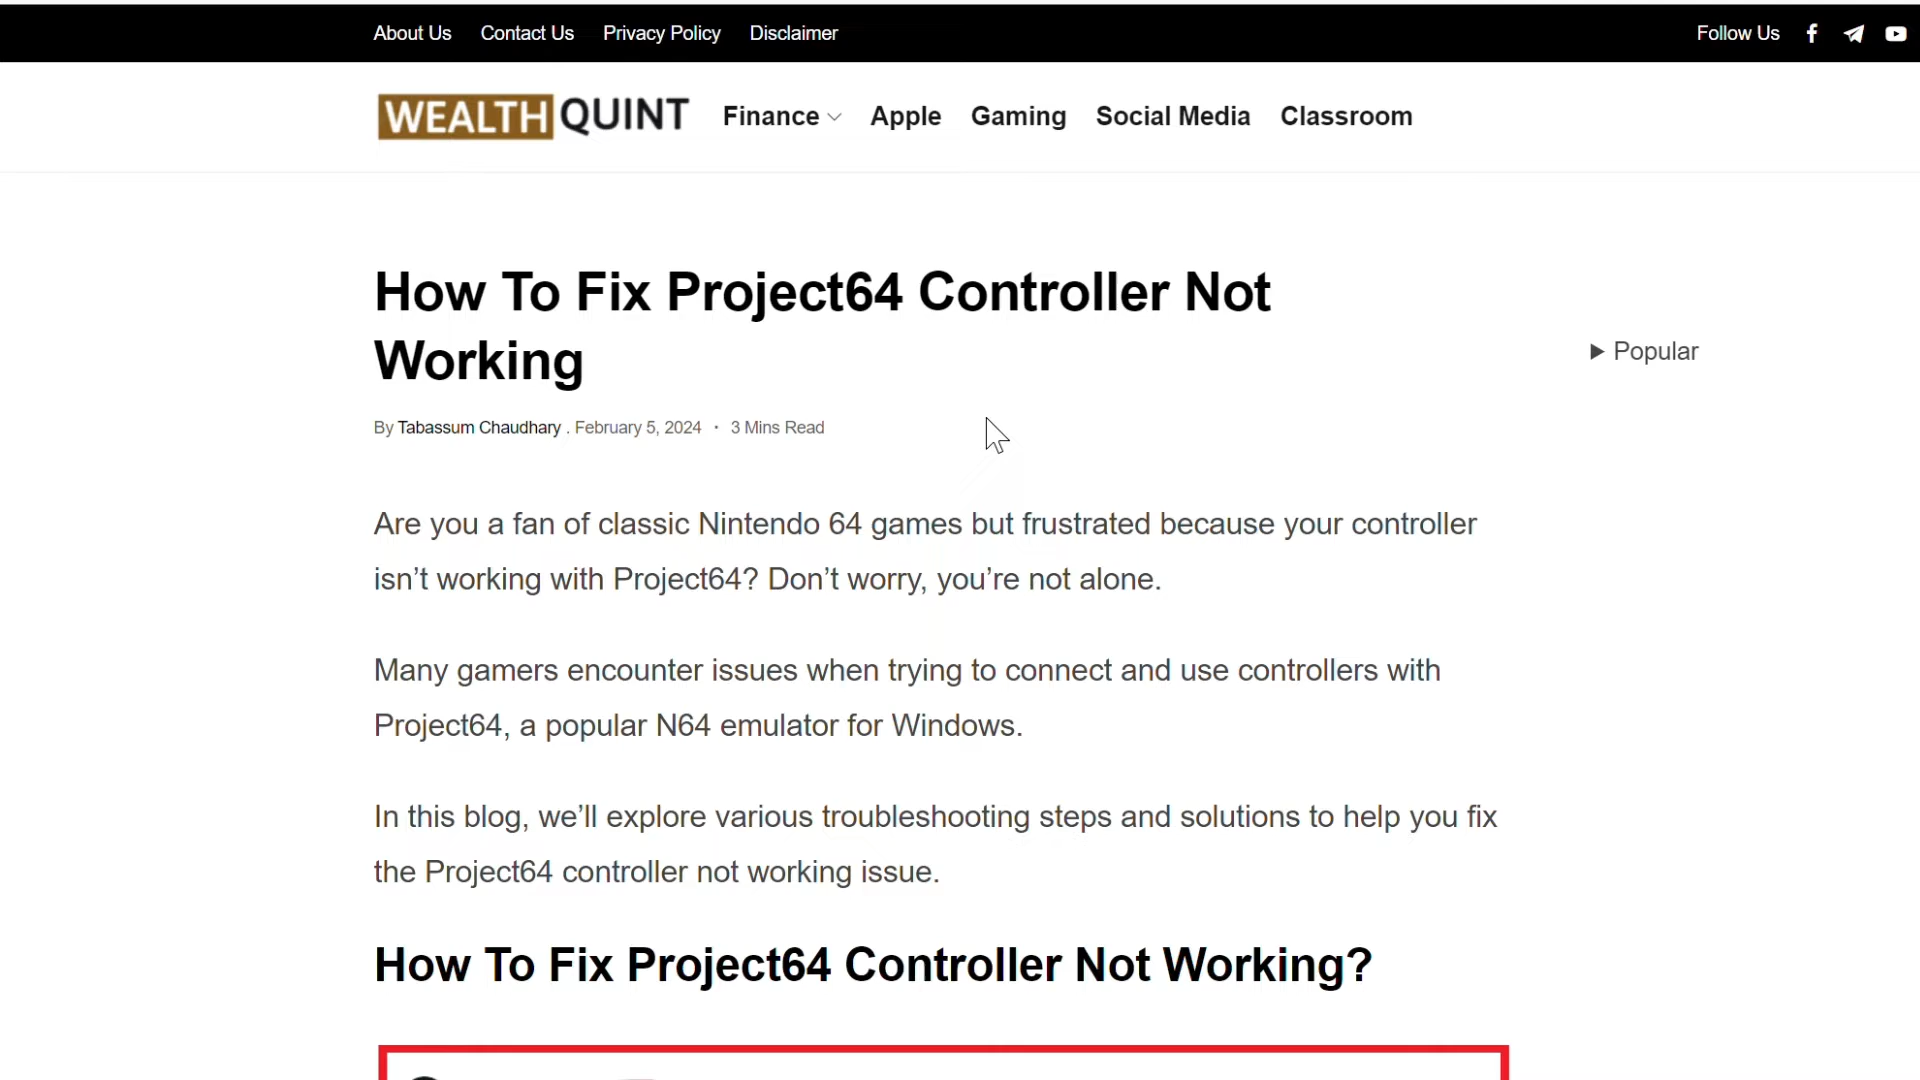 About Us Contact Us Privacy Policy Disclaimer Follow Us
WEALTH QUINT Finance Apple Gaming Social Media Classroom
How To Fix Project64 Controller Not
Working
Popular
By Tabassum Chaudhary . February 5, 2024 · 3 Mins Read
Are you a fan of classic Nintendo 64 games but frustrated because your controller
isn’t working with Project64? Don’t worry, you’re not alone.
Many gamers encounter issues when trying to connect and use controllers with
Project64, a popular N64 emulator for Windows.
In this blog, we’ll explore various troubleshooting steps and solutions to help you fix
the Project64 controller not working issue.
How To Fix Project64 Controller Not Working?